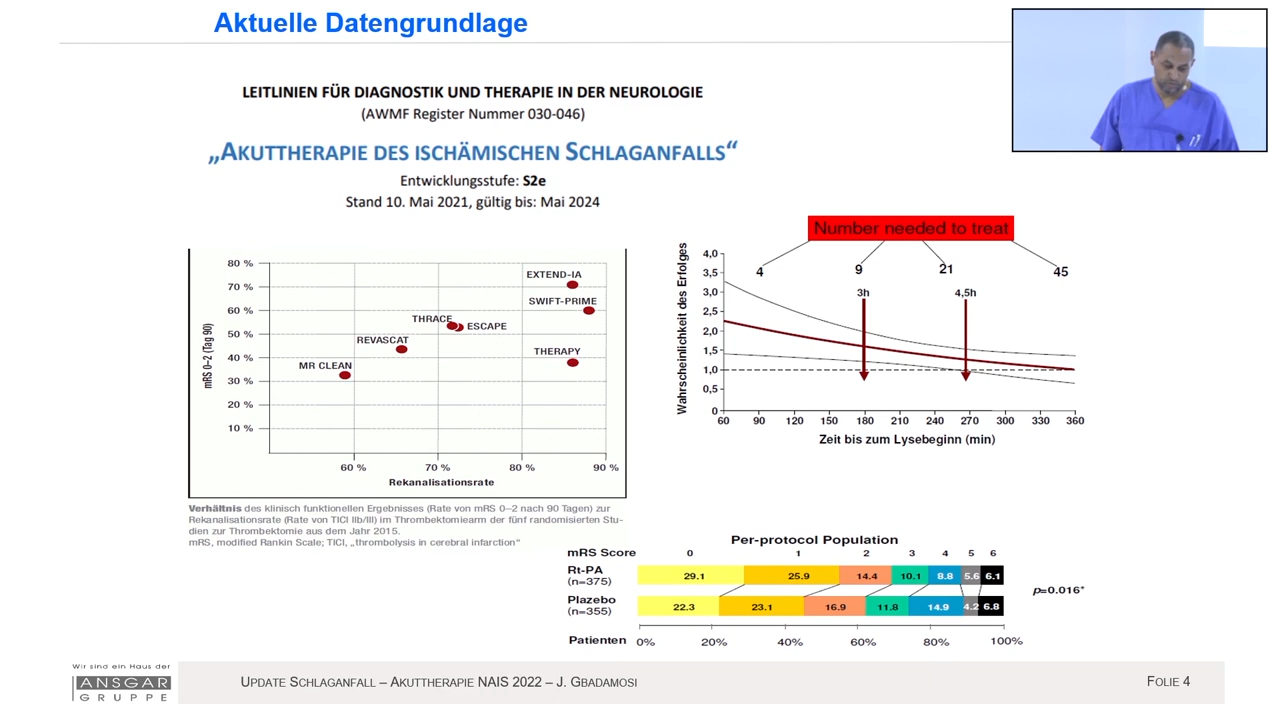 Aktuelle Datengrundlage
LEITLINIEN FÜR DIAGNOSTIK UND THERAPIE IN DER NEUROLOGIE
(AWMF Register Nummer 030-046)
„AKUTTHERAPIE DES ISCHÄMISCHEN SCHLAGANFALLS“
Entwicklungsstufe: S2e
Stand 10. Mai 2021, gültig bis: Mai 2024
mRS 0–2 (Tag 90)
80 %
70 %
60 %
50 %
40 %
30 %
20 %
10 %
EXTEND-IA
SWIFT-PRIME
THRACE
ESCAPE
REVASCAT
THERAPY
MR CLEAN
60 % 70 % 80 % 90 %
Rekanalisationsrate
Verhältnis des klinisch funktionellen Ergebnisses (Rate von mRS 0–2 nach 90 Tagen) zur
Rekanalisationsrate (Rate von TICI IIb/III) im Thrombektomiearm der fünf randomisierten Stu-
dien zur Thrombektomie aus dem Jahr 2015.
mRS, modified Rankin Scale; TICI, „thrombolysis in cerebral infarction“
Number needed to treat
4 9 21 45
3h 4,5h
Wahrscheinlichkeit des Erfolges
4,0
3,5
3,0
2,5
2,0
1,5
1,0
0,5
0
60 90 120 150 180 210 240 270 300 330 360
Zeit bis zum Lysebeginn (min)
Per-protocol Population
mRS Score 0 1 2 3 4 5 6
Rt-PA
(n=375)
29.1 25.9 14.4 10.1 8.8 5.6 6.1
p=0.016*
Plazebo
(n=355)
22.3 23.1 16.9 11.8 14.9 4.2 6.8
Patienten 0% 20% 40% 60% 80% 100%
Wir sind ein Haus der
ANSGAR
GRUPPE
UPDATE SCHLAGANFALL – AKUTTHERAPIE NAIS 2022 – J. GBADAMOSI
FOLIE 4